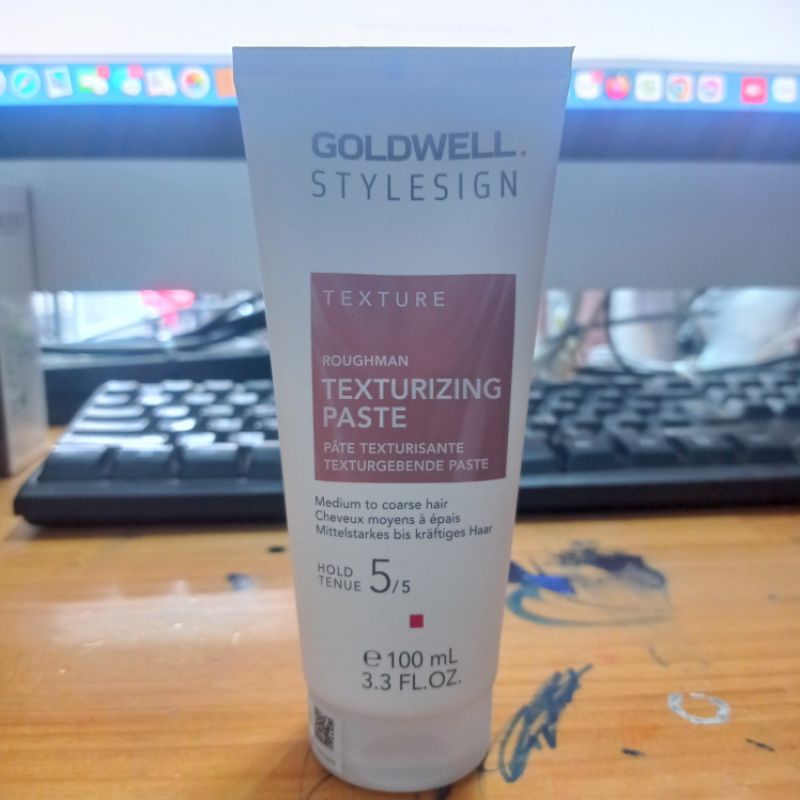 GOLDWELL.
STYLESIGN
TEXTURE
ROUGHMAN
TEXTURIZING
PASTE
PÂTE TEXTURISANTE
TEXTURGEBENDE PASTE
Medium to coarse hair
Cheveux moyens à épais
Mittelstarkes bis kräftiges Haar
HOLD
TENUE 5/5
℮ 100 mL
3.3 FL.OZ.